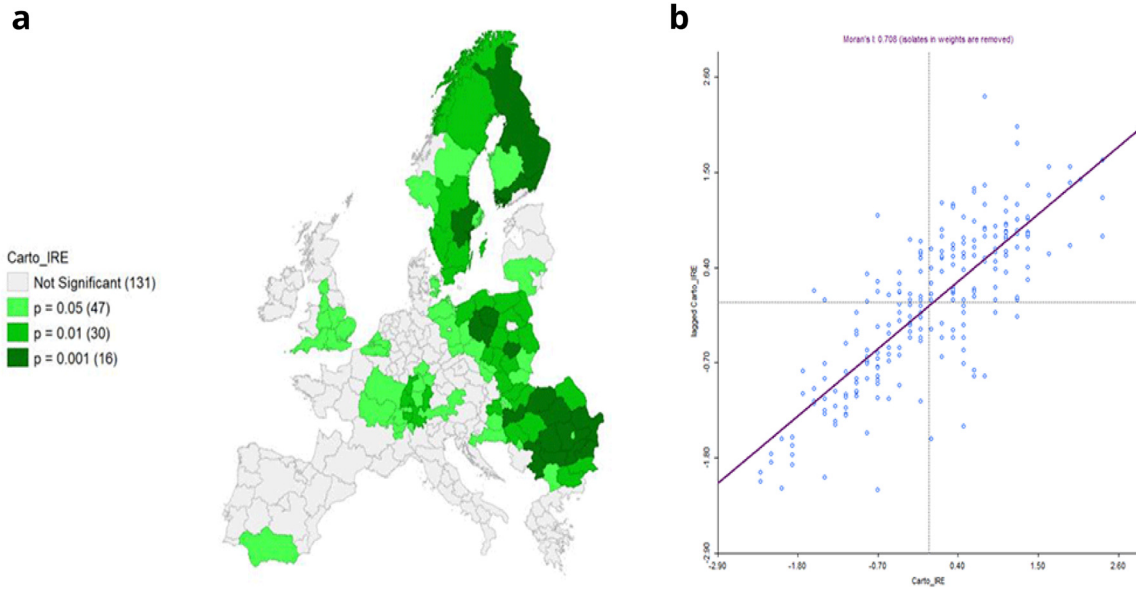 a
b
Carto_IRE
Not Significant (131)
p = 0.05 (47)
p = 0.01 (30)
p = 0.001 (16)
Moran's I: 0.708 (isolates in weights are removed)
lagged Carto_IRE
2.60
1.50
0.40
-0.70
-1.80
-2.90
-2.90 -1.80 -0.70 0.40 1.50 2.60
Carto_IRE